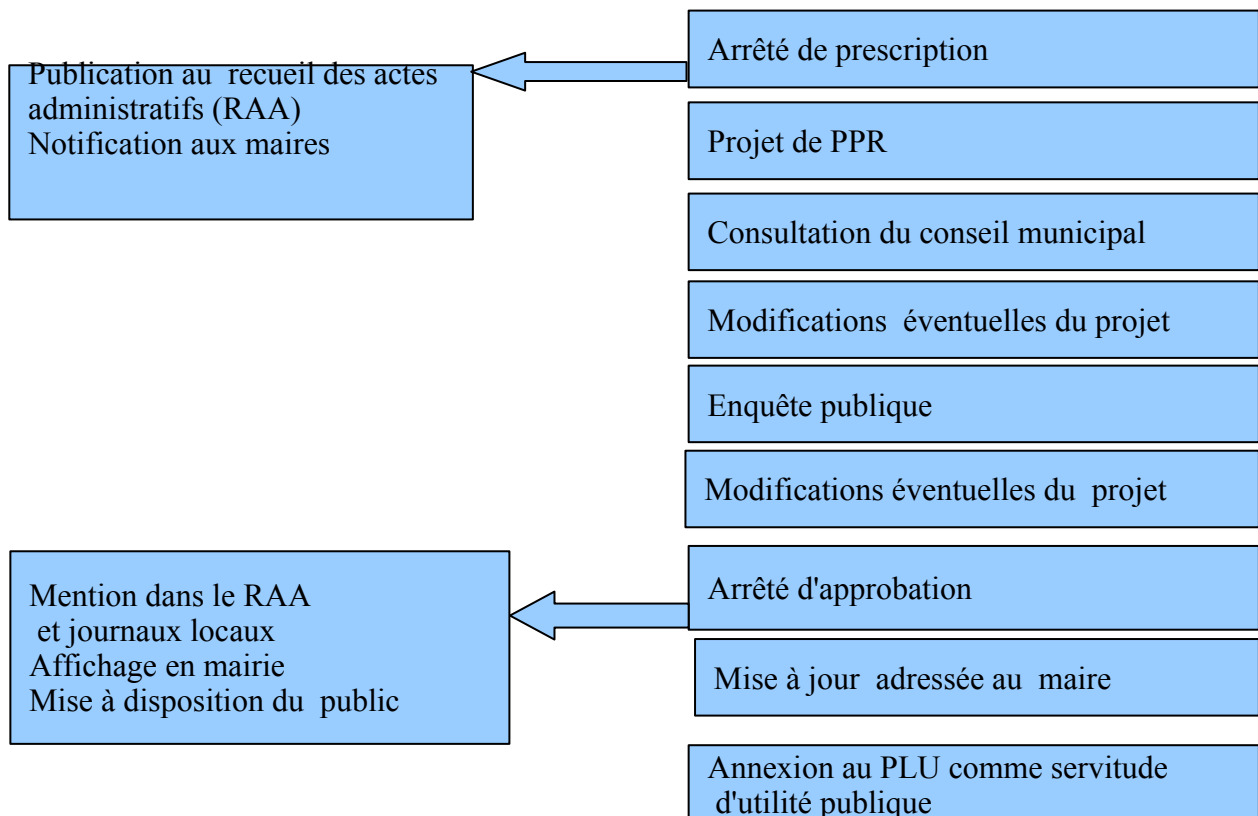 Arrêté de prescription
Publication au recueil des actes
administratifs (RAA)
Notification aux maires
Projet de PPR
Consultation du conseil municipal
Modifications éventuelles du projet
Enquête publique
Modifications éventuelles du projet
Arrêté d'approbation
Mention dans le RAA
et journaux locaux
Affichage en mairie
Mise à disposition du public
Mise à jour adressée au maire
Annexion au PLU comme servitude
d'utilité publique